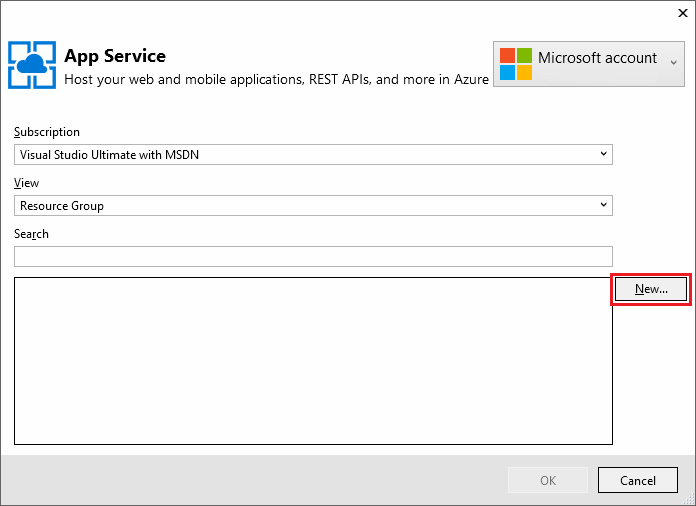 App Service
Host your web and mobile applications, REST APIs, and more in Azure
Microsoft account
Subscription
Visual Studio Ultimate with MSDN
View
Resource Group
Search
New...
OK
Cancel